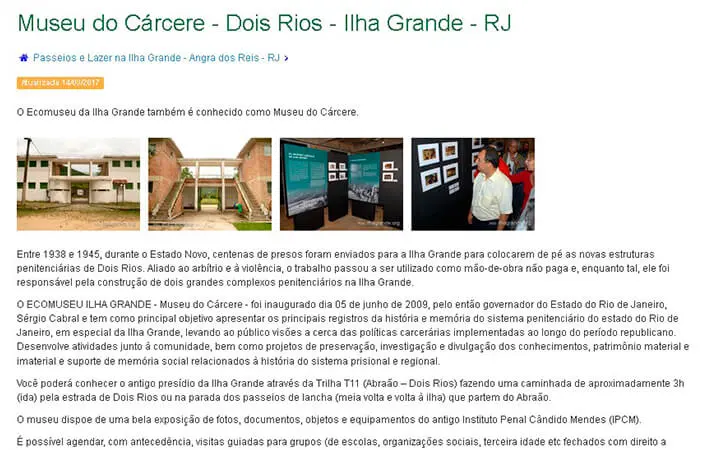 Museu do Cárcere - Dois Rios - Ilha Grande - RJ
Passeios e Lazer na Ilha Grande - Angra dos Reis - RJ
Atualizada 14/09/2017
O Ecomuseu da Ilha Grande também é conhecido como Museu do Cárcere.
Entre 1938 e 1945, durante o Estado Novo, centenas de presos foram enviados para a Ilha Grande para colocarem de pé as novas estruturas
penitenciárias de Dois Rios. Aliado ao arbítrio e à violência, o trabalho passou a ser utilizado como mão-de-obra não paga e, enquanto tal, ele foi
responsável pela construção de dois grandes complexos penitenciários na Ilha Grande.
O ECOMUSEU ILHA GRANDE - Museu do Cárcere - foi inaugurado dia 05 de junho de 2009, pelo então governador do Estado do Rio de Janeiro,
Sérgio Cabral e tem como principal objetivo apresentar os principais registros da história e memória do sistema penitenciário do estado do Rio de
Janeiro, em especial da Ilha Grande, levando ao público visões a cerca das políticas carcerárias implementadas ao longo do período republicano.
Desenvolve atividades junto á comunidade, bem como projetos de preservação, investigação e divulgação dos conhecimentos, patrimônio material e
imaterial e suporte de memória social relacionados à história do sistema prisional e regional.
Você poderá conhecer o antigo presídio da Ilha Grande através da Trilha T11 (Abraão – Dois Rios) fazendo uma caminhada de aproximadamente 3h
(ida) pela estrada de Dois Rios ou na parada dos passeios de lancha (meia volta e volta à ilha) que partem do Abraão.
O museu dispoe de uma bela exposição de fotos, documentos, objetos e equipamentos do antigo Instituto Penal Cândido Mendes (IPCM).
É possível agendar, com antecedência, visitas guiadas para grupos (de escolas, organizações sociais, terceira idade etc fechados com direito a